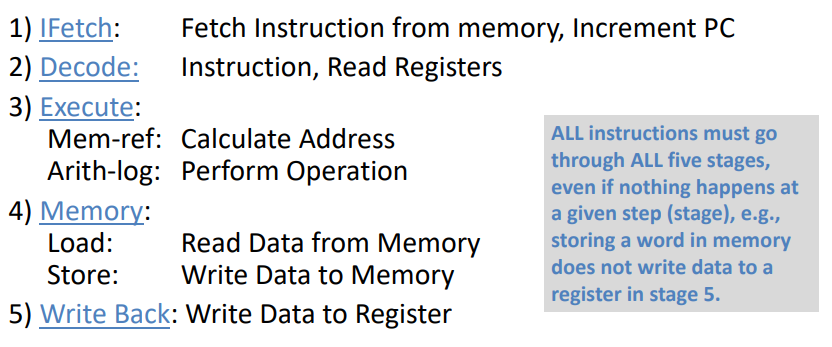 1) IFetch: Fetch Instruction from memory, Increment PC
2) Decode: Instruction, Read Registers
3) Execute:
Mem-ref: Calculate Address
Arith-log: Perform Operation
4) Memory:
Load: Read Data from Memory
Store: Write Data to Memory
5) Write Back: Write Data to Register
ALL instructions must go
through ALL five stages,
even if nothing happens at
a given step (stage), e.g.,
storing a word in memory
does not write data to a
register in stage 5.